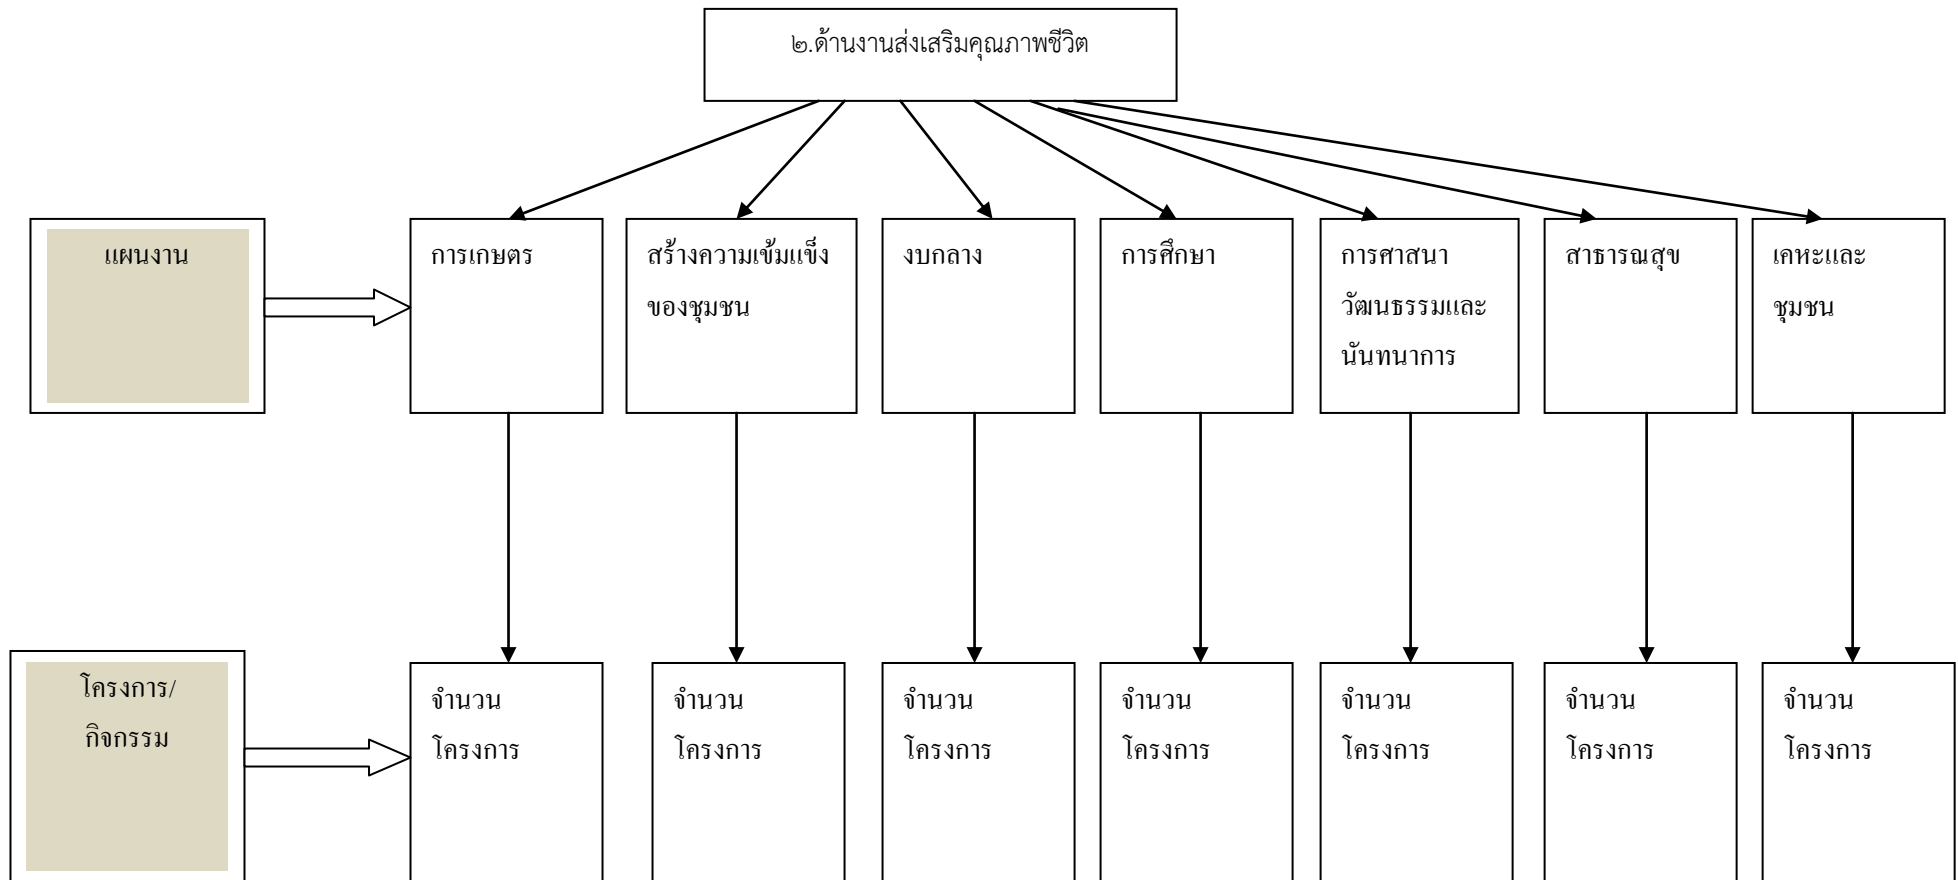 ๒.ด้านงานส่งเสริมคุณภาพชีวิต
แผนงาน
การเกษตร
สร้างความเข้มแข็ง
ของชุมชน
งบกลาง
การศึกษา
การศาสนา
วัฒนธรรมและ
นันทนาการ
สาธารณสุข
เคหะและ
ชุมชน
โครงการ/
กิจกรรม
จำนวน
โครงการ
จำนวน
โครงการ
จำนวน
โครงการ
จำนวน
โครงการ
จำนวน
โครงการ
จำนวน
โครงการ
จำนวน
โครงการ